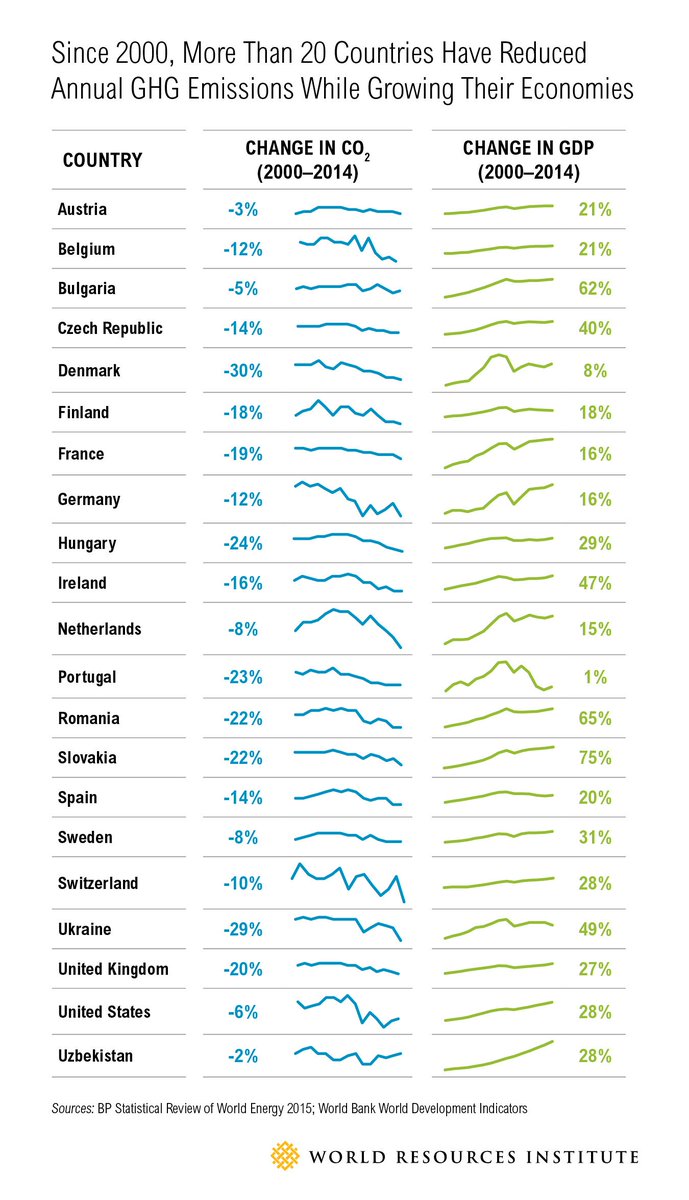 Since 2000, More Than 20 Countries Have Reduced
Annual GHG Emissions While Growing Their Economies
COUNTRY
CHANGE IN CO2
(2000–2014)
CHANGE IN GDP
(2000–2014)
Austria -3% 21%
Belgium -12% 21%
Bulgaria -5% 62%
Czech Republic -14% 40%
Denmark -30% 8%
Finland -18% 18%
France -19% 16%
Germany -12% 16%
Hungary -24% 29%
Ireland -16% 47%
Netherlands -8% 15%
Portugal -23% 1%
Romania -22% 65%
Slovakia -22% 75%
Spain -14% 20%
Sweden -8% 31%
Switzerland -10% 28%
Ukraine -29% 49%
United Kingdom -20% 27%
United States -6% 28%
Uzbekistan -2% 28%
Sources: BP Statistical Review of World Energy 2015; World Bank World Development Indicators
WORLD RESOURCES INSTITUTE